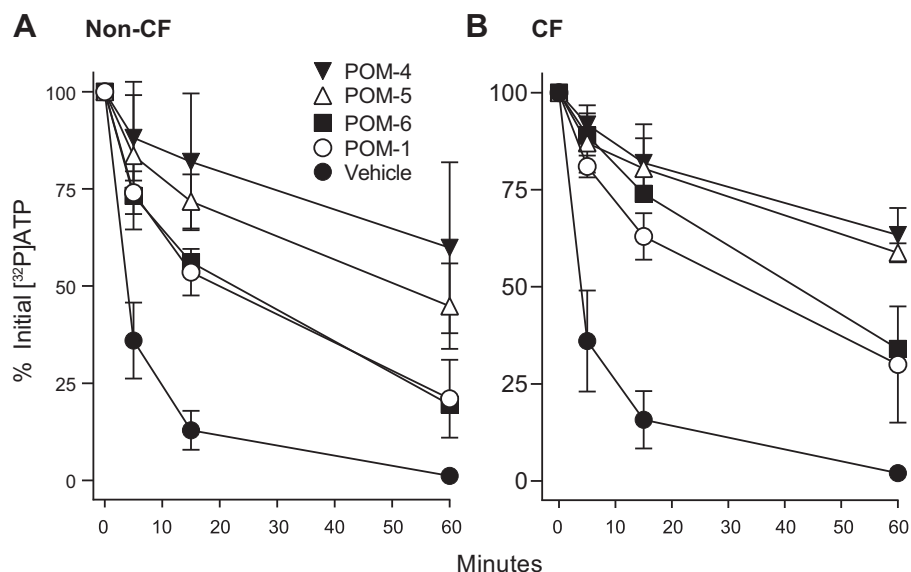 A Non-CF
B CF
POM-4
POM-5
POM-6
POM-1
Vehicle
% Initial [³²P]ATP
100
75
50
25
0
0 10 20 30 40 50 60
100
75
50
25
0
0 10 20 30 40 50 60
Minutes